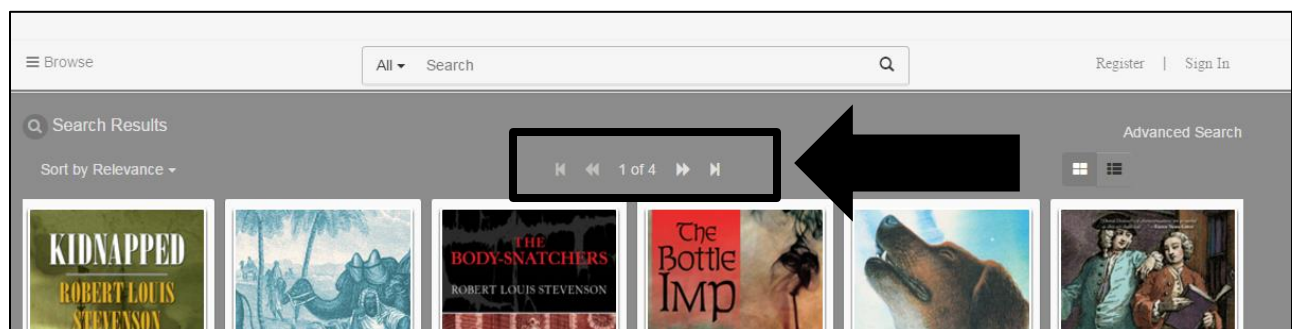 Browse
All Search
Register | Sign In
Search Results
Advanced Search
Sort by Relevance
1 of 4
KIDNAPPED
ROBERT LOUIS
STEVENSON
THE
BODY-SNATCHERS
ROBERT LOUIS STEVENSON
The
Bottle
Imp